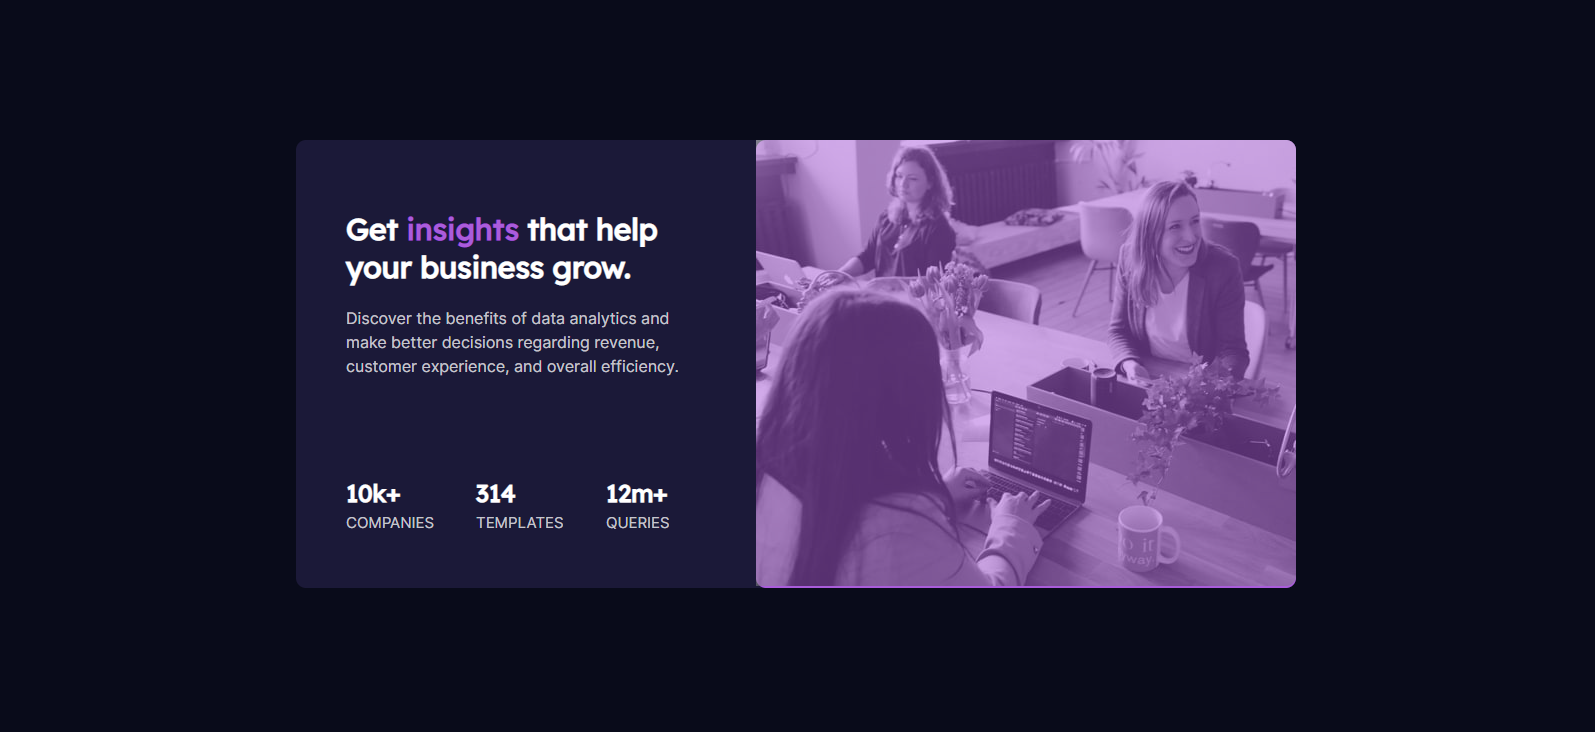 Get insights that help
your business grow.
Discover the benefits of data analytics and
make better decisions regarding revenue,
customer experience, and overall efficiency.
10k+ 314 12m+
COMPANIES TEMPLATES QUERIES